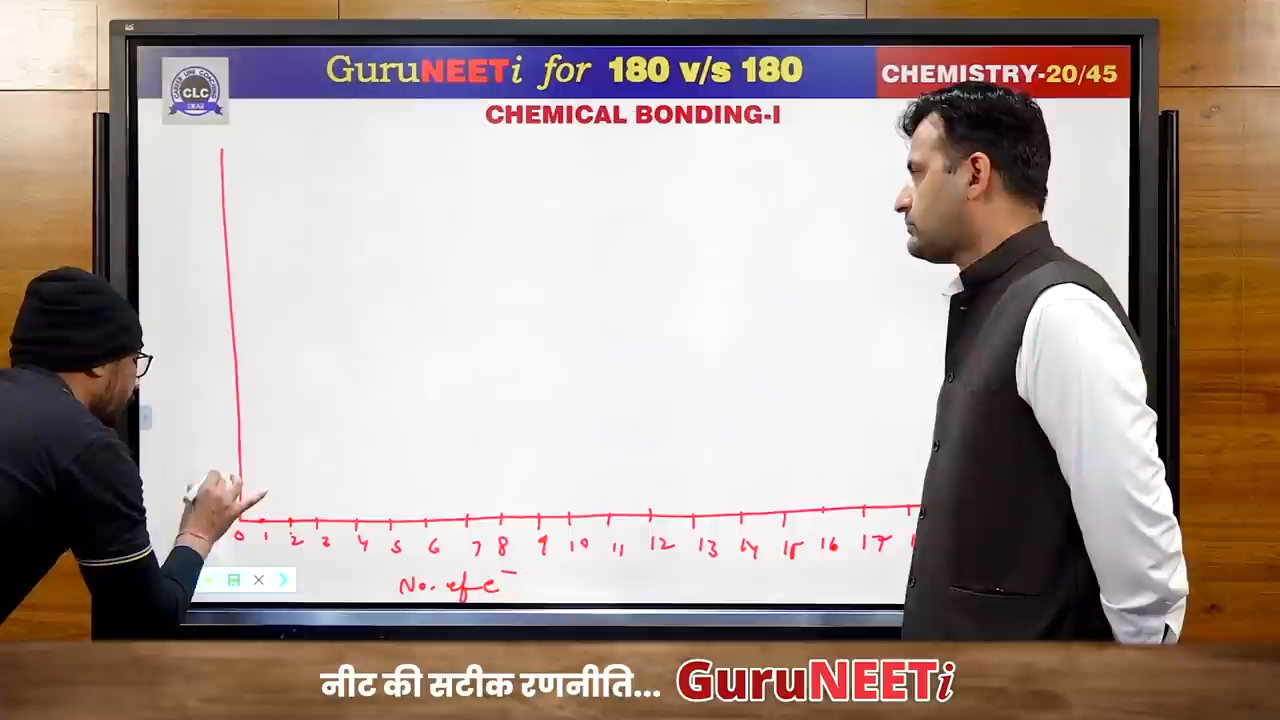 GuruNEETi for 180 v/s 180
CHEMISTRY-20/45
CLC
CHEMICAL BONDING-I
0 1 2 3 4 5 6 7 8 9 10 11 12 13 14 15 16 17
No. of e⁻
नीट की सटीक रणनीति... GuruNEETi